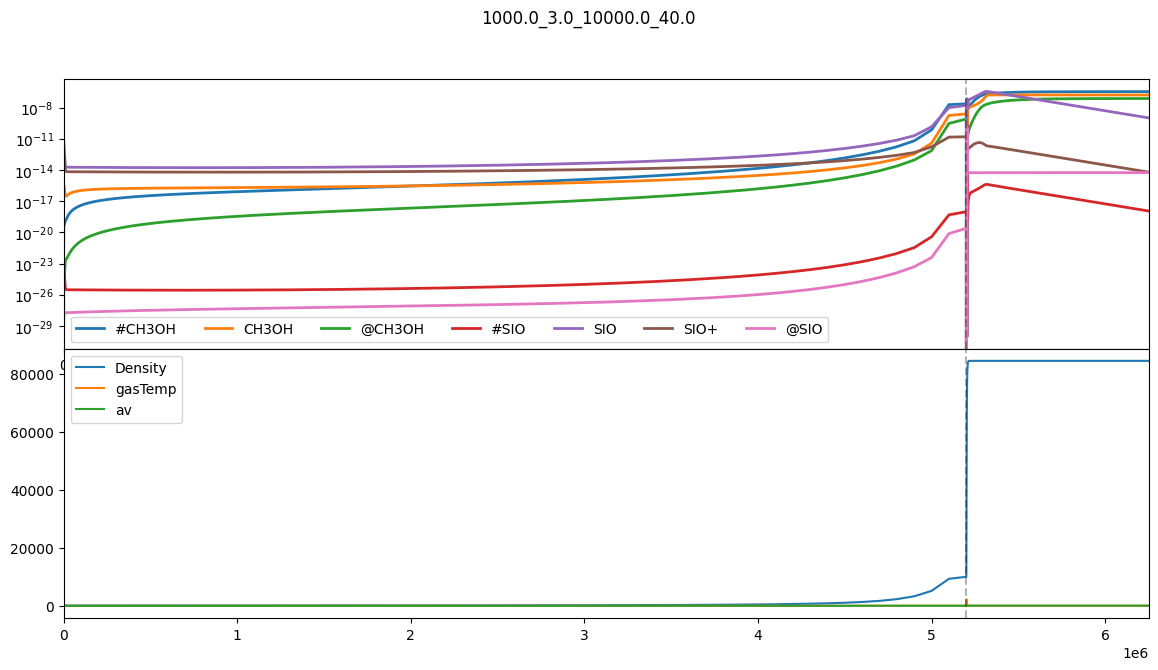 1000.0_3.0_10000.0_40.0
10⁻⁸
10⁻¹¹
10⁻¹⁴
10⁻¹⁷
10⁻²⁰
10⁻²³
10⁻²⁶
10⁻²⁹
#CH3OH CH3OH @CH3OH #SIO SIO SIO+ @SIO
Density
gasTemp
av
80000
60000
40000
20000
0
0 1 2 3 4 5 6
1e6